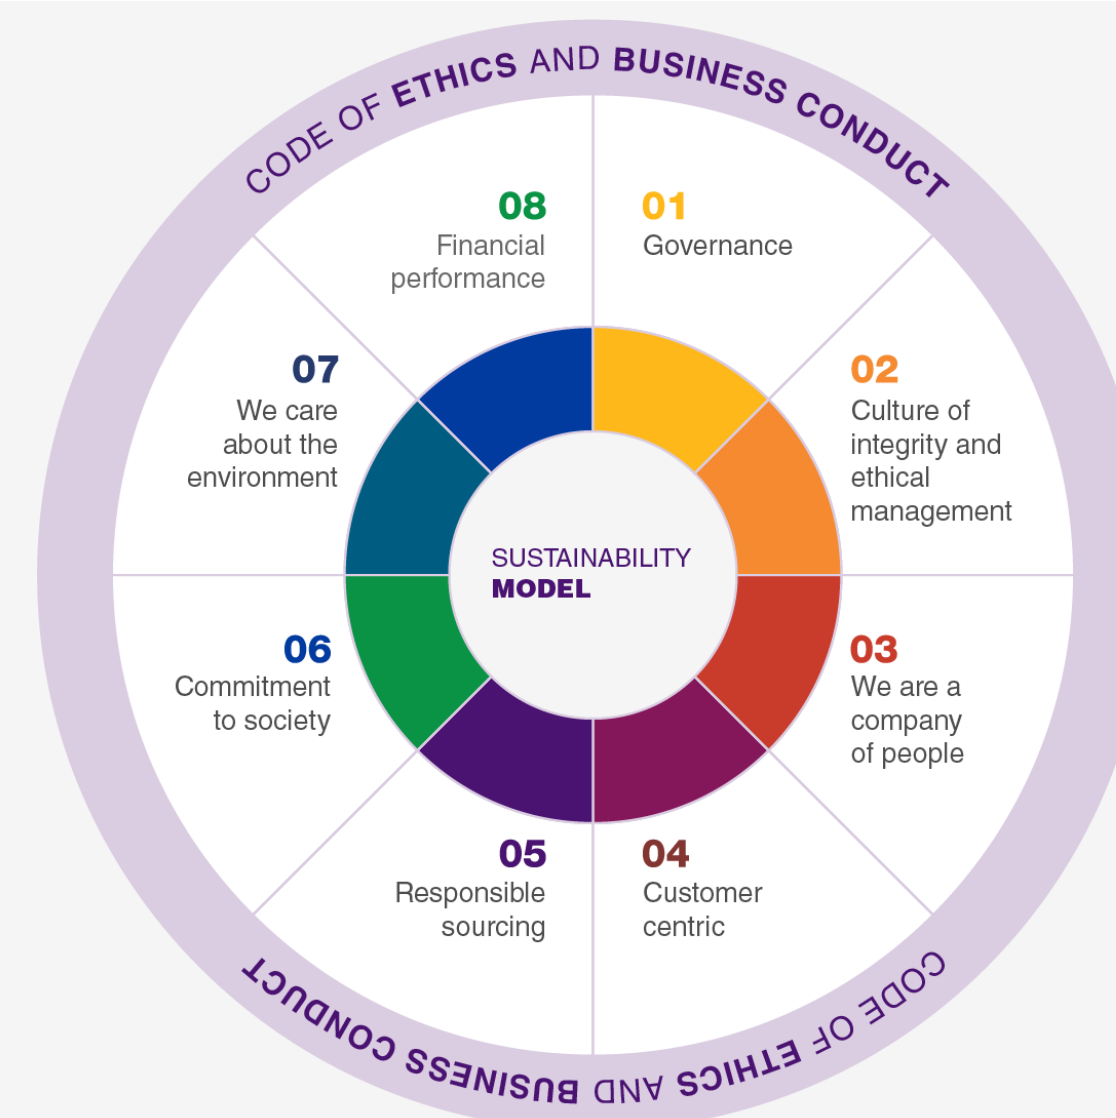 CODE OF ETHICS AND BUSINESS CONDUCT
08
Financial
performance
01
Governance
07
We care
about the
environment
02
Culture of
integrity and
ethical
management
SUSTAINABILITY
MODEL
06
Commitment
to society
03
We are a
company
of people
05
Responsible
sourcing
04
Customer
centric
CODE OF ETHICS AND BUSINESS CONDUCT